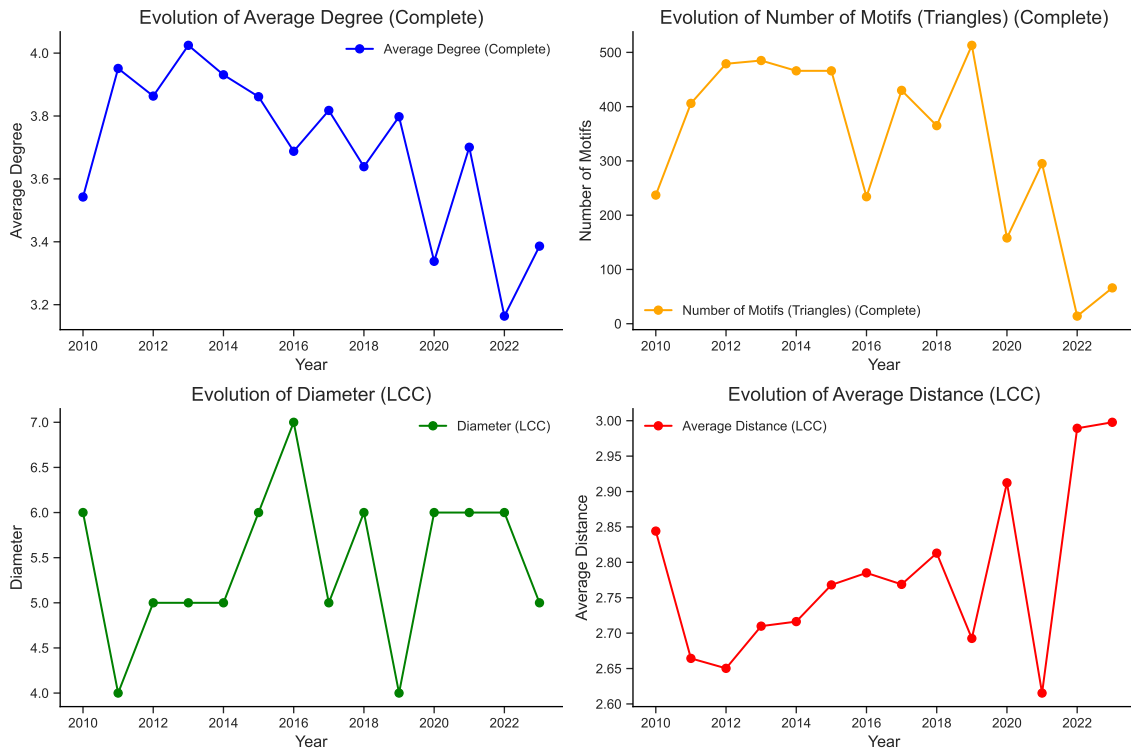 Evolution of Average Degree (Complete)
Average Degree (Complete)
4.0
3.8
3.6
3.4
3.2
Average Degree
2010 2012 2014 2016 2018 2020 2022
Year
Evolution of Number of Motifs (Triangles) (Complete)
500
400
300
200
100
0
Number of Motifs
Number of Motifs (Triangles) (Complete)
2010 2012 2014 2016 2018 2020 2022
Year
Evolution of Diameter (LCC)
Diameter (LCC)
7.0
6.5
6.0
5.5
5.0
4.5
4.0
Diameter
2010 2012 2014 2016 2018 2020 2022
Year
Evolution of Average Distance (LCC)
Average Distance (LCC)
3.00
2.95
2.90
2.85
2.80
2.75
2.70
2.65
2.60
Average Distance
2010 2012 2014 2016 2018 2020 2022
Year